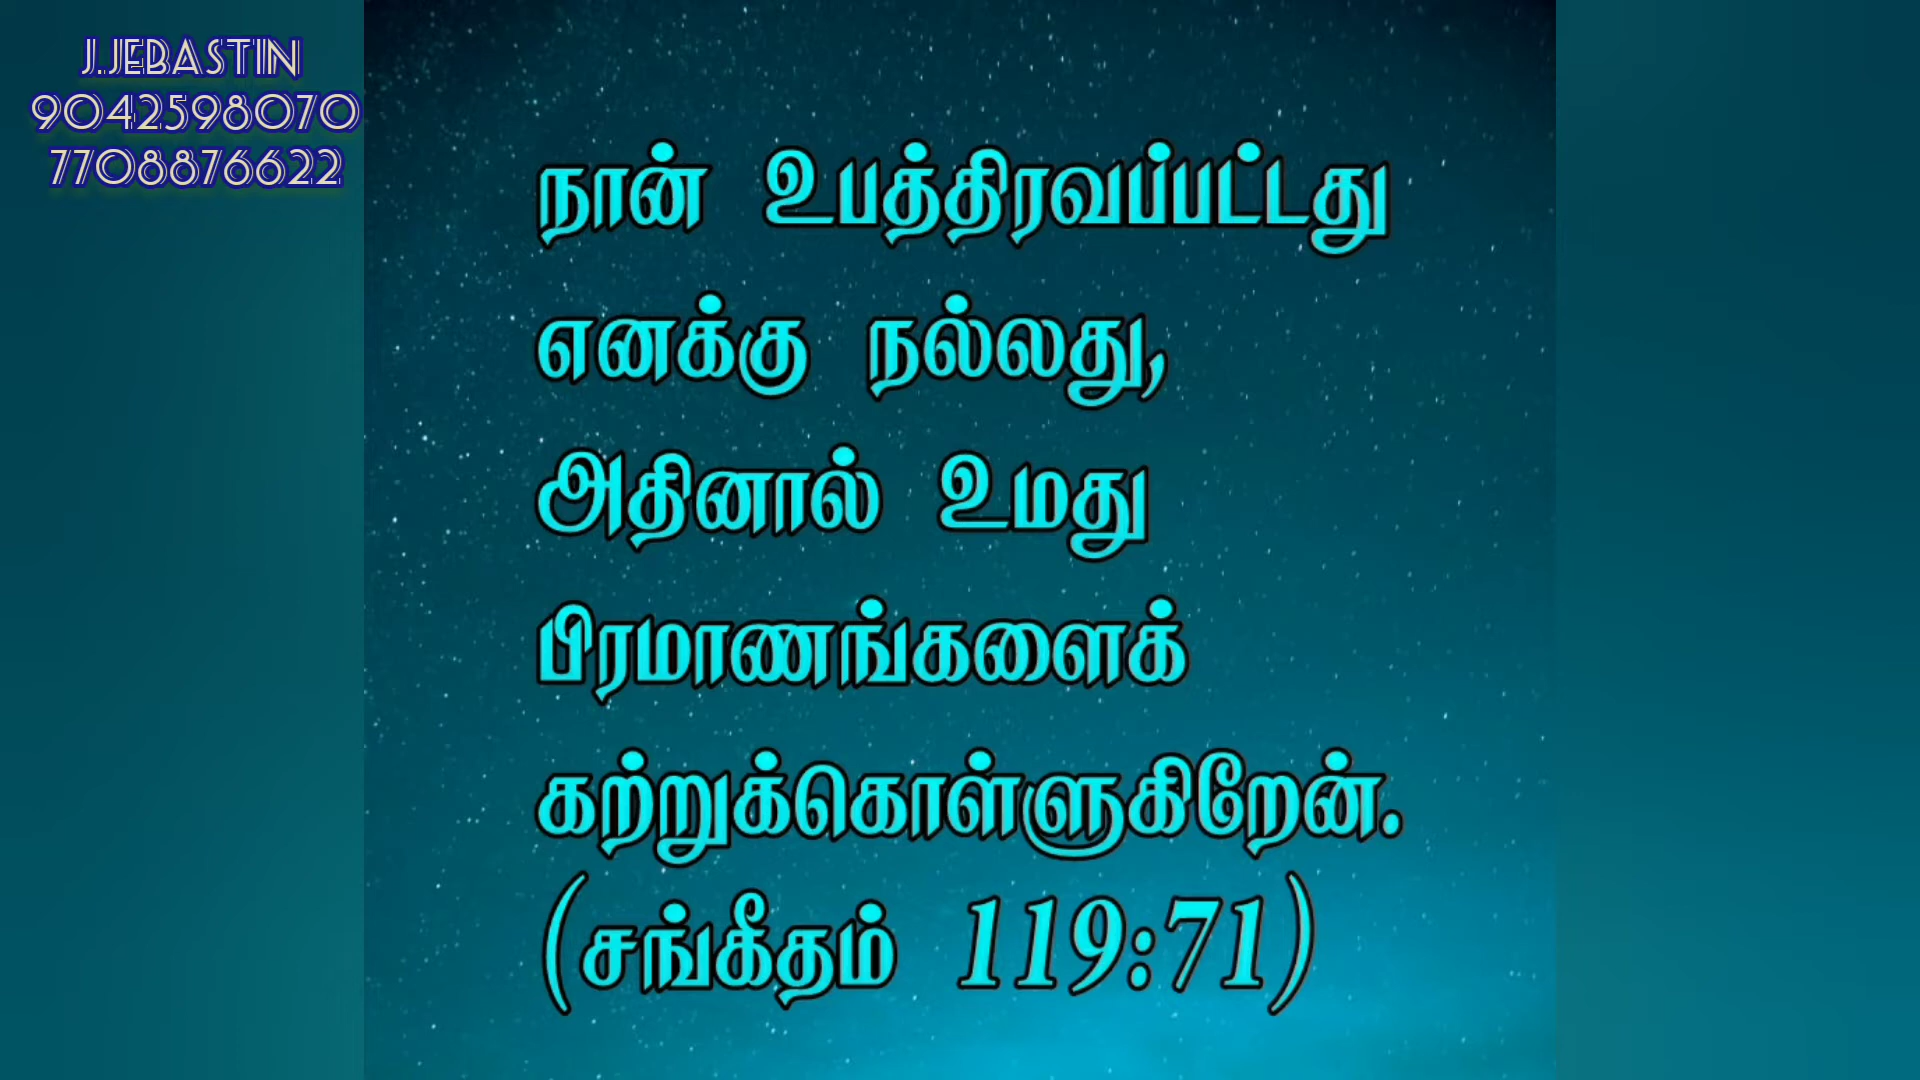 J.JEBASTIN
9042598070
7708876622
நான் உபத்திரவப்பட்டது
எனக்கு நல்லது,
அதினால் உமது
பிரமாணங்களைக்
கற்றுக்கொள்ளுகிறேன்.
(சங்கீதம் 119:71)